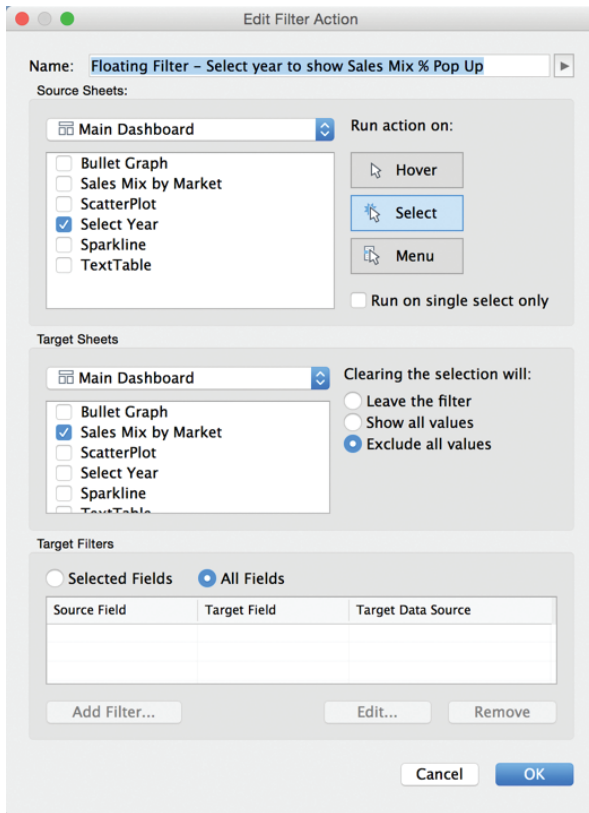 Edit Filter Action
Name: Floating Filter – Select year to show Sales Mix % Pop Up
Source Sheets:
Main Dashboard
Bullet Graph
Sales Mix by Market
ScatterPlot
Select Year
Sparkline
TextTable
Run action on:
Hover
Select
Menu
Run on single select only
Target Sheets
Main Dashboard
Bullet Graph
Sales Mix by Market
ScatterPlot
Select Year
Sparkline
TextTable
Clearing the selection will:
Leave the filter
Show all values
Exclude all values
Target Filters
Selected Fields All Fields
Source Field Target Field Target Data Source
Add Filter... Edit... Remove
Cancel OK